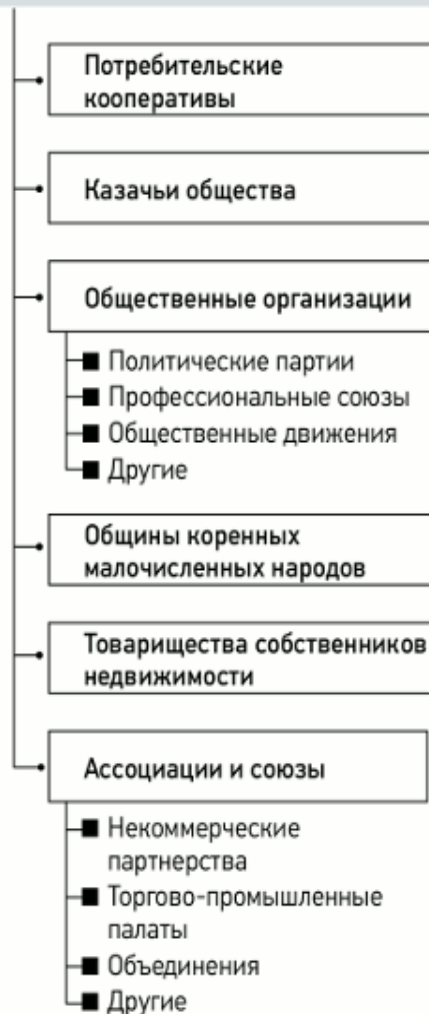 Потребительские
кооперативы
Казачьи общества
Общественные организации
Политические партии
Профессиональные союзы
Общественные движения
Другие
Общины коренных
малочисленных народов
Товарищества собственников
недвижимости
Ассоциации и союзы
Некоммерческие
партнерства
Торгово-промышленные
палаты
Объединения
Другие